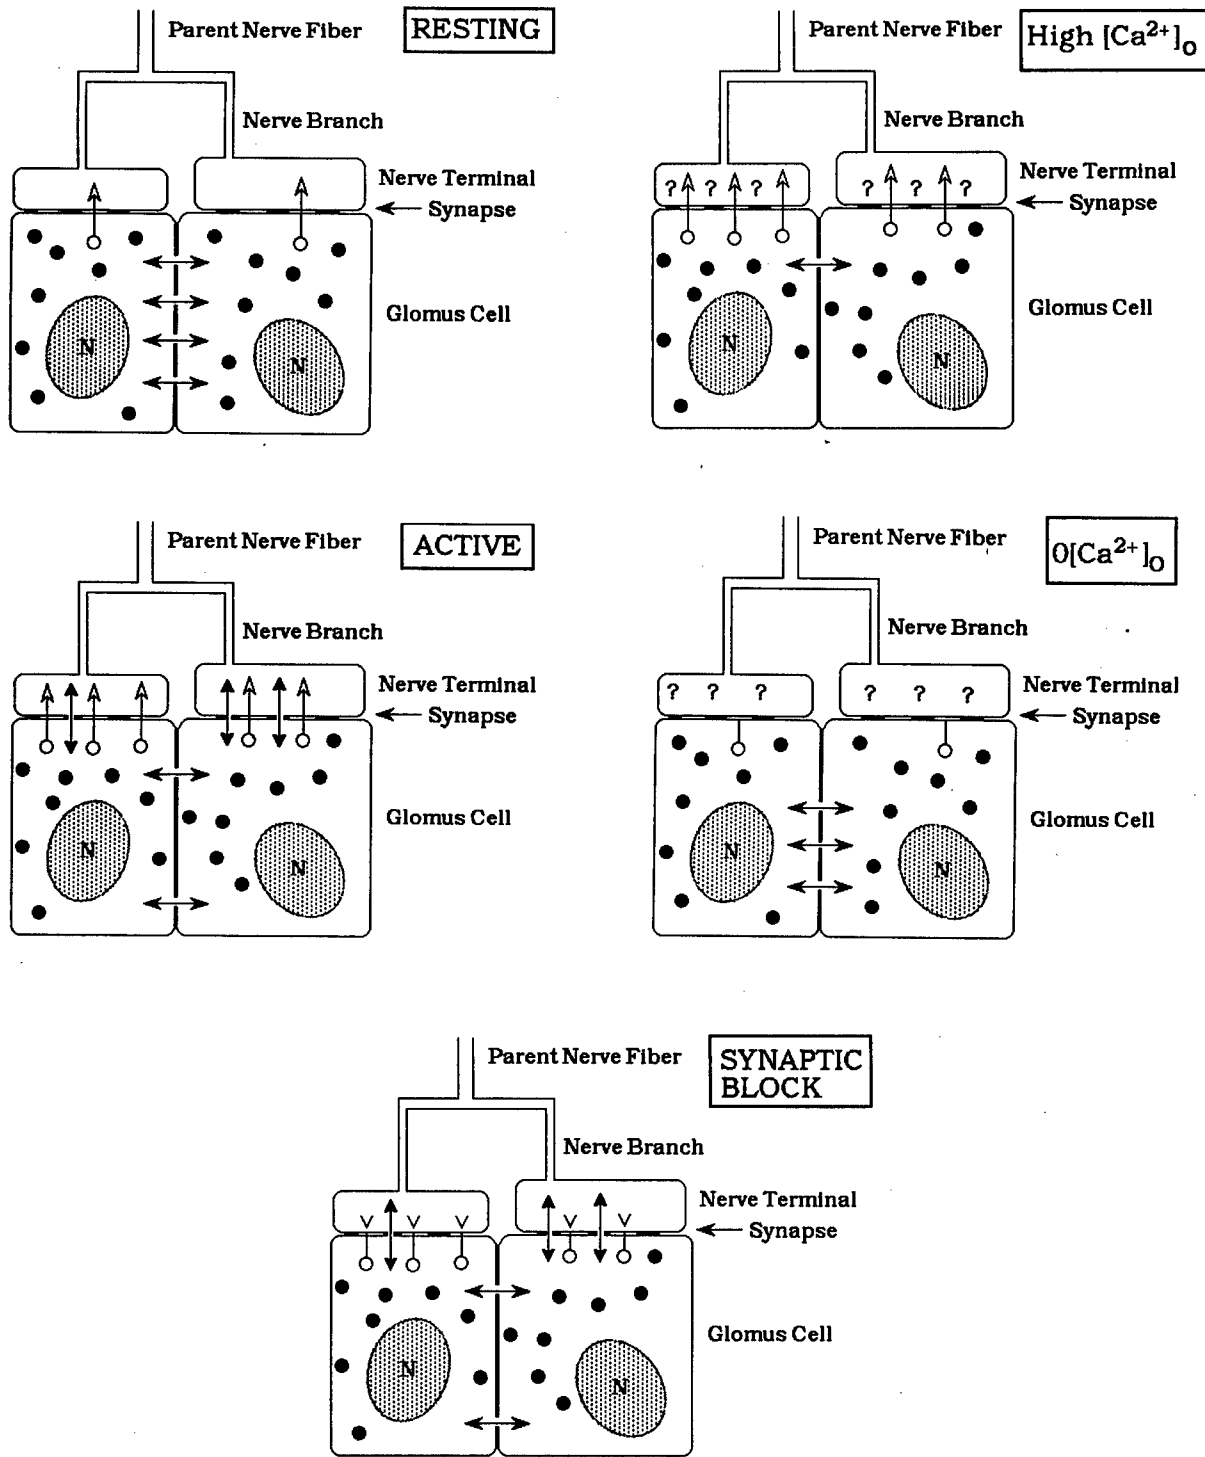 Parent Nerve Fiber
RESTING
Nerve Branch
Nerve Terminal
Synapse
Glomus Cell
N
N
Parent Nerve Fiber
High [Ca²⁺]₀
Nerve Branch
? ? ?
? ? ?
Nerve Terminal
Synapse
Glomus Cell
N
N
Parent Nerve Fiber
ACTIVE
Nerve Branch
Nerve Terminal
Synapse
Glomus Cell
N
N
Parent Nerve Fiber
0[Ca²⁺]₀
Nerve Branch
? ? ?
? ? ?
Nerve Terminal
Synapse
Glomus Cell
N
N
Parent Nerve Fiber
SYNAPTIC
BLOCK
Nerve Branch
Nerve Terminal
Synapse
Glomus Cell
N
N